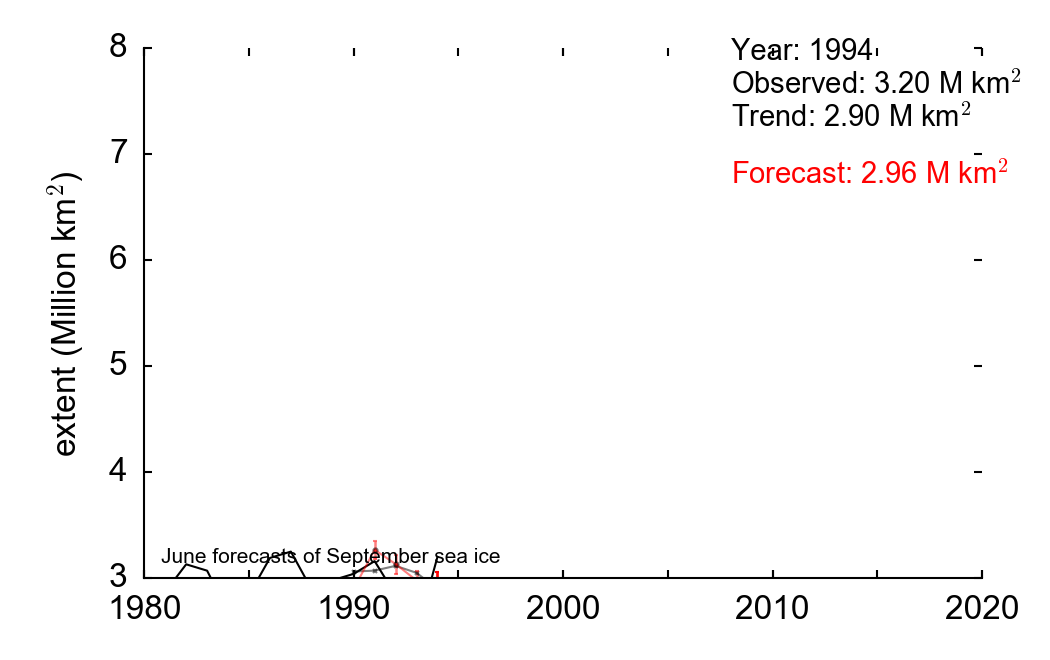 8
7
6
5
4
3
extent (Million km²)
Year: 1994
Observed: 3.20 M km²
Trend: 2.90 M km²
Forecast: 2.96 M km²
June forecasts of September sea ice
1980 1990 2000 2010 2020